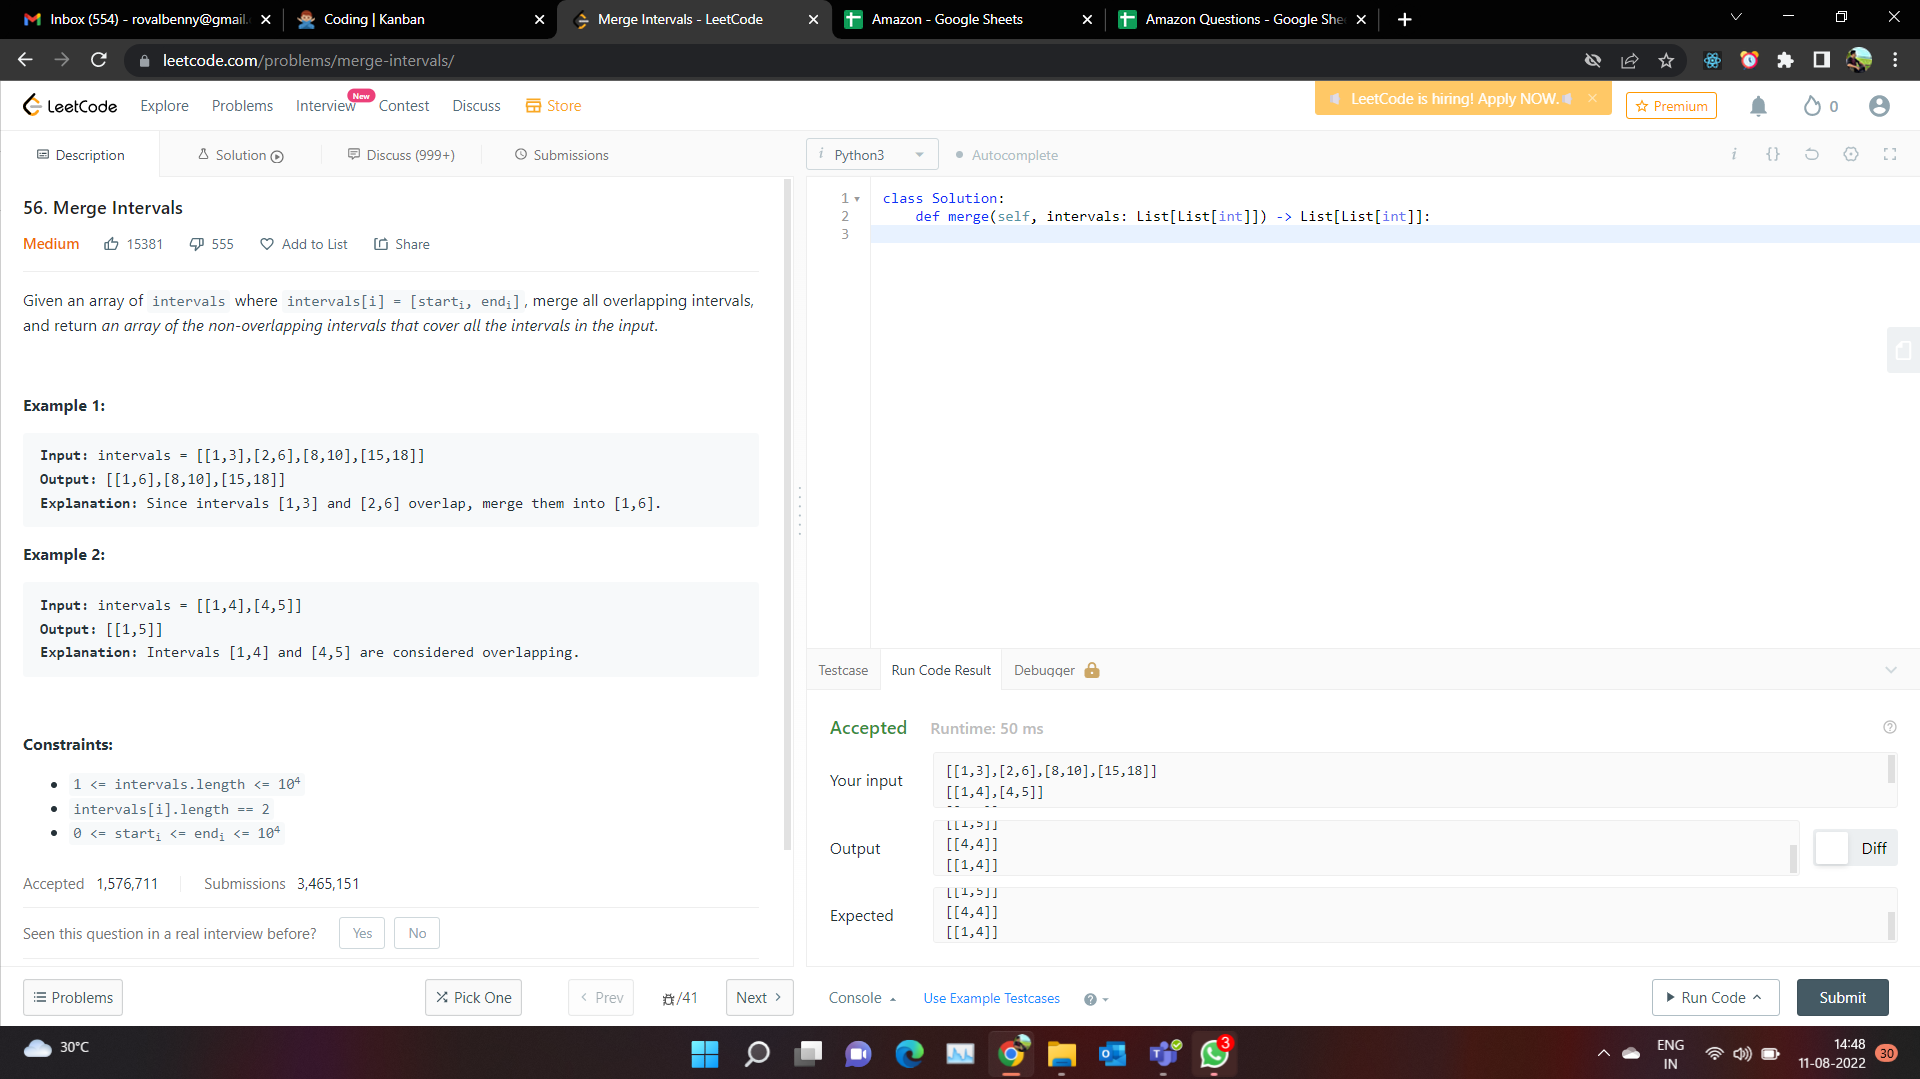 Inbox (554) - rovalbenny@gmail.
Coding | Kanban
Merge Intervals - LeetCode
Amazon - Google Sheets
Amazon Questions - Google She
leetcode.com/problems/merge-intervals/
LeetCode
Explore
Problems
Interview
New
Contest
Discuss
Store
LeetCode is hiring! Apply NOW.
Premium
0
Description
Solution
Discuss (999+)
Submissions
i Python3
Autocomplete
i
{}
56. Merge Intervals
Medium
15381
555
Add to List
Share
Given an array of intervals where intervals[i] = [starti, endi], merge all overlapping intervals,
and return an array of the non-overlapping intervals that cover all the intervals in the input.
Example 1:
Input: intervals = [[1,3],[2,6],[8,10],[15,18]]
Output: [[1,6],[8,10],[15,18]]
Explanation: Since intervals [1,3] and [2,6] overlap, merge them into [1,6].
Example 2:
Input: intervals = [[1,4],[4,5]]
Output: [[1,5]]
Explanation: Intervals [1,4] and [4,5] are considered overlapping.
Constraints:
1 <= intervals.length <= 10⁴
intervals[i].length == 2
0 <= starti <= endi <= 10⁴
Accepted 1,576,711
Submissions 3,465,151
Seen this question in a real interview before?
Yes
No
Problems
Pick One
Prev
/41
Next
1 class Solution:
2 def merge(self, intervals: List[List[int]]) -> List[List[int]]:
3
Testcase
Run Code Result
Debugger
Accepted
Runtime: 50 ms
Your input
[[1,3],[2,6],[8,10],[15,18]]
[[1,4],[4,5]]
Output
[[1,5]]
[[4,4]]
[[1,4]]
Diff
Expected
[[1,5]]
[[4,4]]
[[1,4]]
Console
Use Example Testcases
Run Code
Submit
30°C
3
ENG
IN
14:48
11-08-2022
30